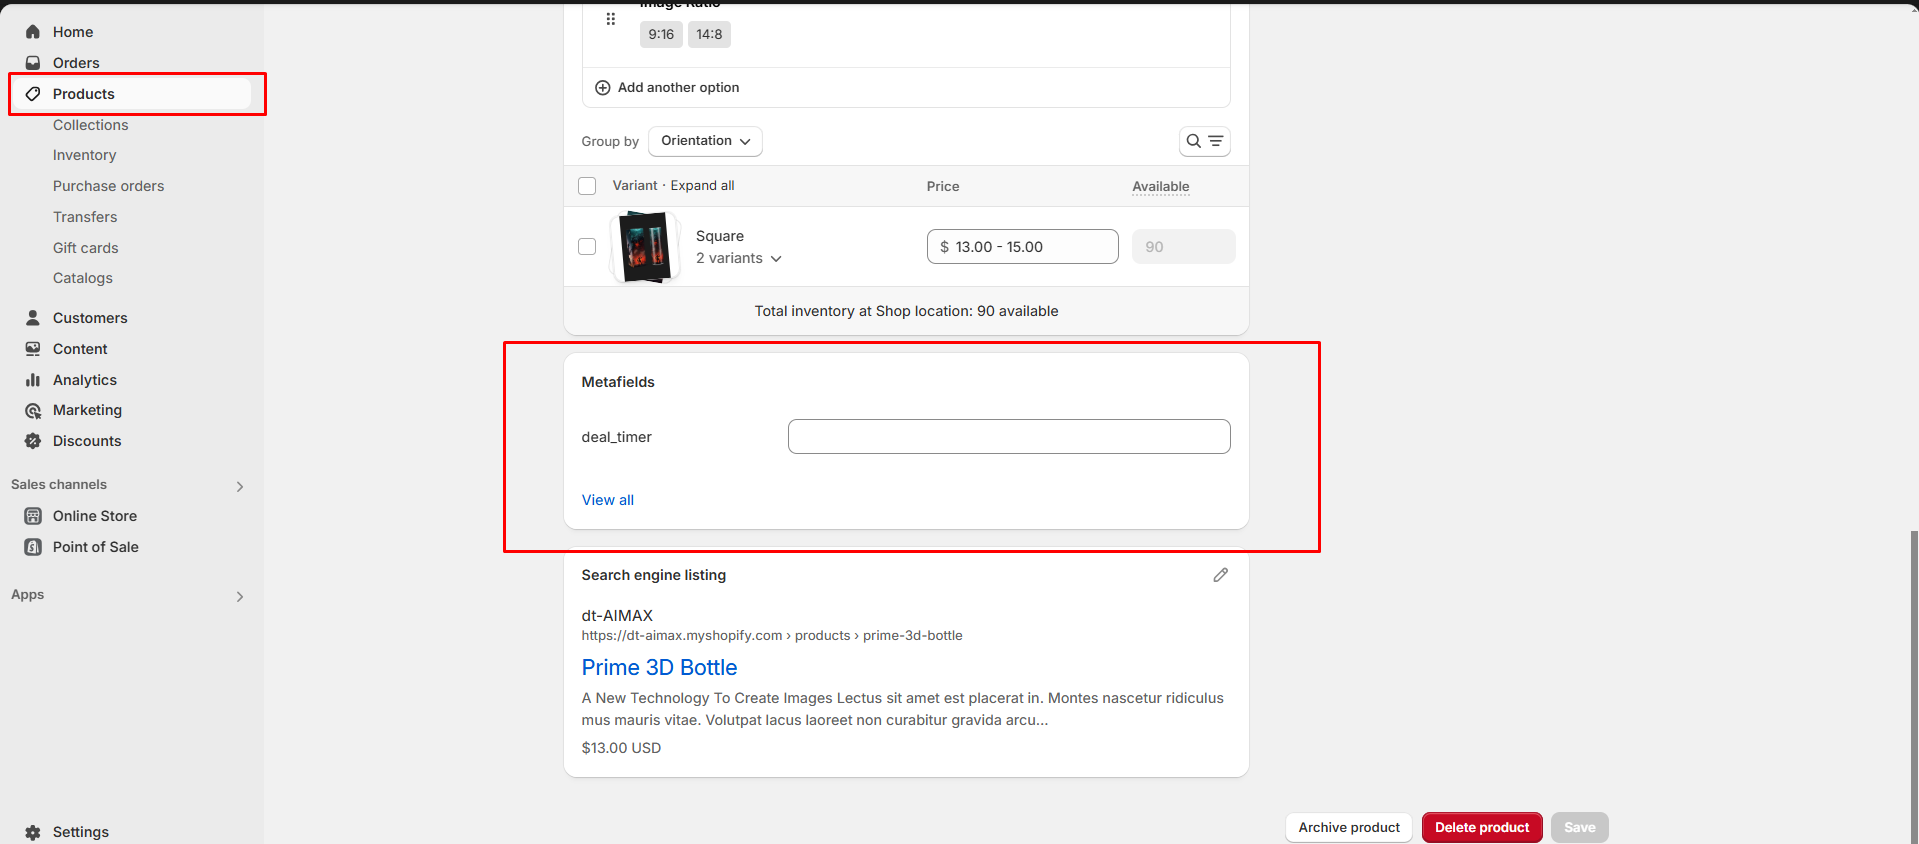 Home
Orders
Products
Collections
Inventory
Purchase orders
Transfers
Gift cards
Catalogs
Customers
Content
Analytics
Marketing
Discounts
Sales channels
Online Store
Point of Sale
Apps
Settings
Image Ratio
9:16 14:8
Add another option
Group by Orientation
Variant · Expand all Price Available
Square
2 variants
$ 13.00 - 15.00
90
Total inventory at Shop location: 90 available
Metafields
deal_timer
View all
Search engine listing
dt-AIMAX
https://dt-aimax.myshopify.com › products › prime-3d-bottle
Prime 3D Bottle
A New Technology To Create Images Lectus sit amet est placerat in. Montes nascetur ridiculus
mus mauris vitae. Volutpat lacus laoreet non curabitur gravida arcu...
$13.00 USD
Archive product Delete product Save